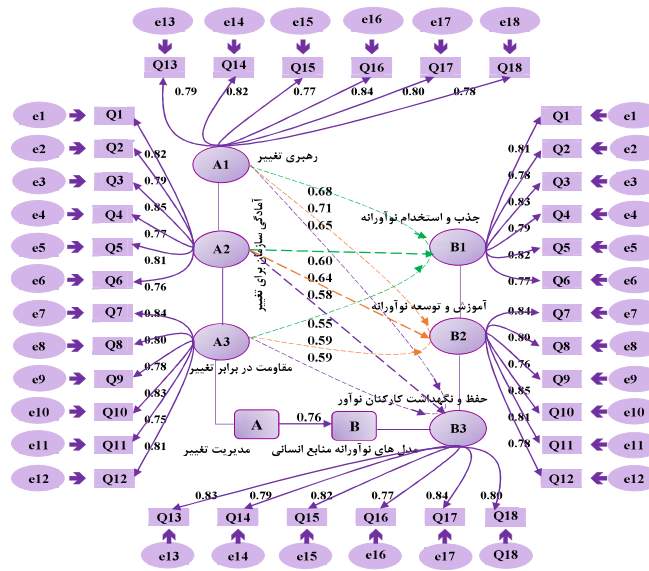 e13 e14 e15 e16 e17 e18
Q13 Q14 Q15 Q16 Q17 Q18
0.79 0.82 0.77 0.84 0.80 0.78
e1 Q1
e2 Q2
e3 Q3
e4 Q4
e5 Q5
e6 Q6
0.82
0.79
0.85
0.77
0.81
0.76
e7 Q7
e8 Q8
e9 Q9
e10 Q10
e11 Q11
e12 Q12
0.84
0.80
0.78
0.83
0.75
0.81
A1
رهبری تغییر
A2
آمادگی سازمان برای تغییر
A3
مقاومت در برابر تغییر
0.68
0.71
0.65
0.60
0.64
0.58
0.55
0.59
0.59
جذب و استخدام نوآورانه
B1
آموزش و توسعه نوآورانه
B2
حفظ و نگهداشت کارکنان نوآور
B3
A 0.76 B
مدیریت تغییر
مدل های نوآورانه منابع انسانی
Q1 e1
Q2 e2
Q3 e3
Q4 e4
Q5 e5
Q6 e6
0.81
0.78
0.83
0.79
0.82
0.77
Q7 e7
Q8 e8
Q9 e9
Q10 e10
Q11 e11
Q12 e12
0.84
0.80
0.76
0.85
0.81
0.78
0.83 0.79 0.82 0.77 0.84 0.80
Q13 Q14 Q15 Q16 Q17 Q18
e13 e14 e15 e16 e17 Q18